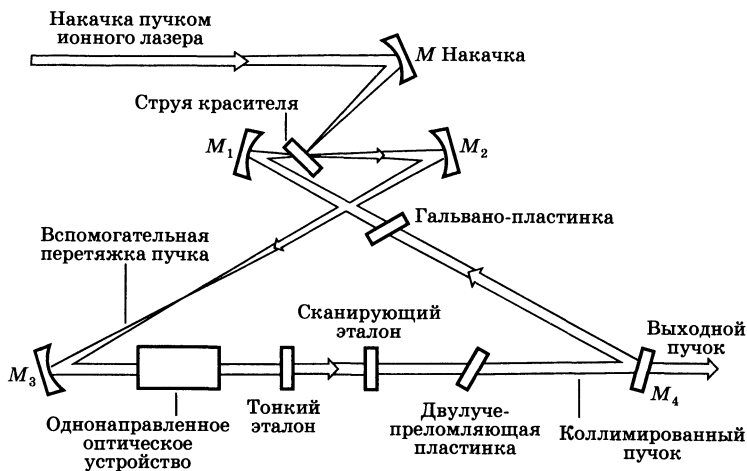 Накачка пучком
ионного лазера
M Накачка
Струя красителя
M₁
M₂
Гальвано-пластинка
Вспомогательная
перетяжка пучка
Сканирующий
эталон
Выходной
пучок
M₃
M₄
Однонаправленное
оптическое
устройство
Тонкий
эталон
Двулуче-
преломляющая
пластинка
Коллимированный
пучок